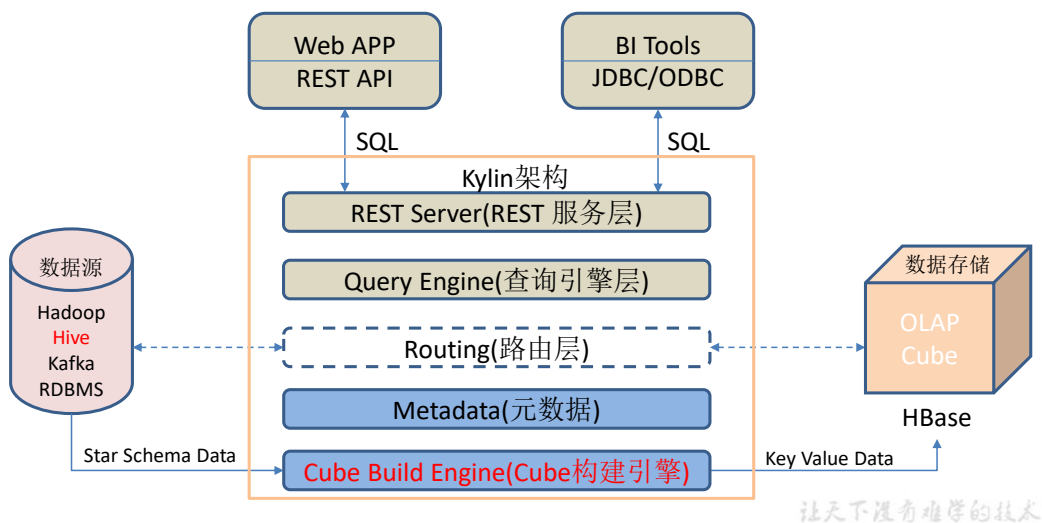 Web APP
REST API
BI Tools
JDBC/ODBC
SQL
SQL
Kylin架构
REST Server(REST 服务层)
Query Engine(查询引擎层)
Routing(路由层)
Metadata(元数据)
Cube Build Engine(Cube构建引擎)
数据源
Hadoop
Hive
Kafka
RDBMS
Star Schema Data
数据存储
OLAP
Cube
HBase
Key Value Data
让天下没有难学的技术